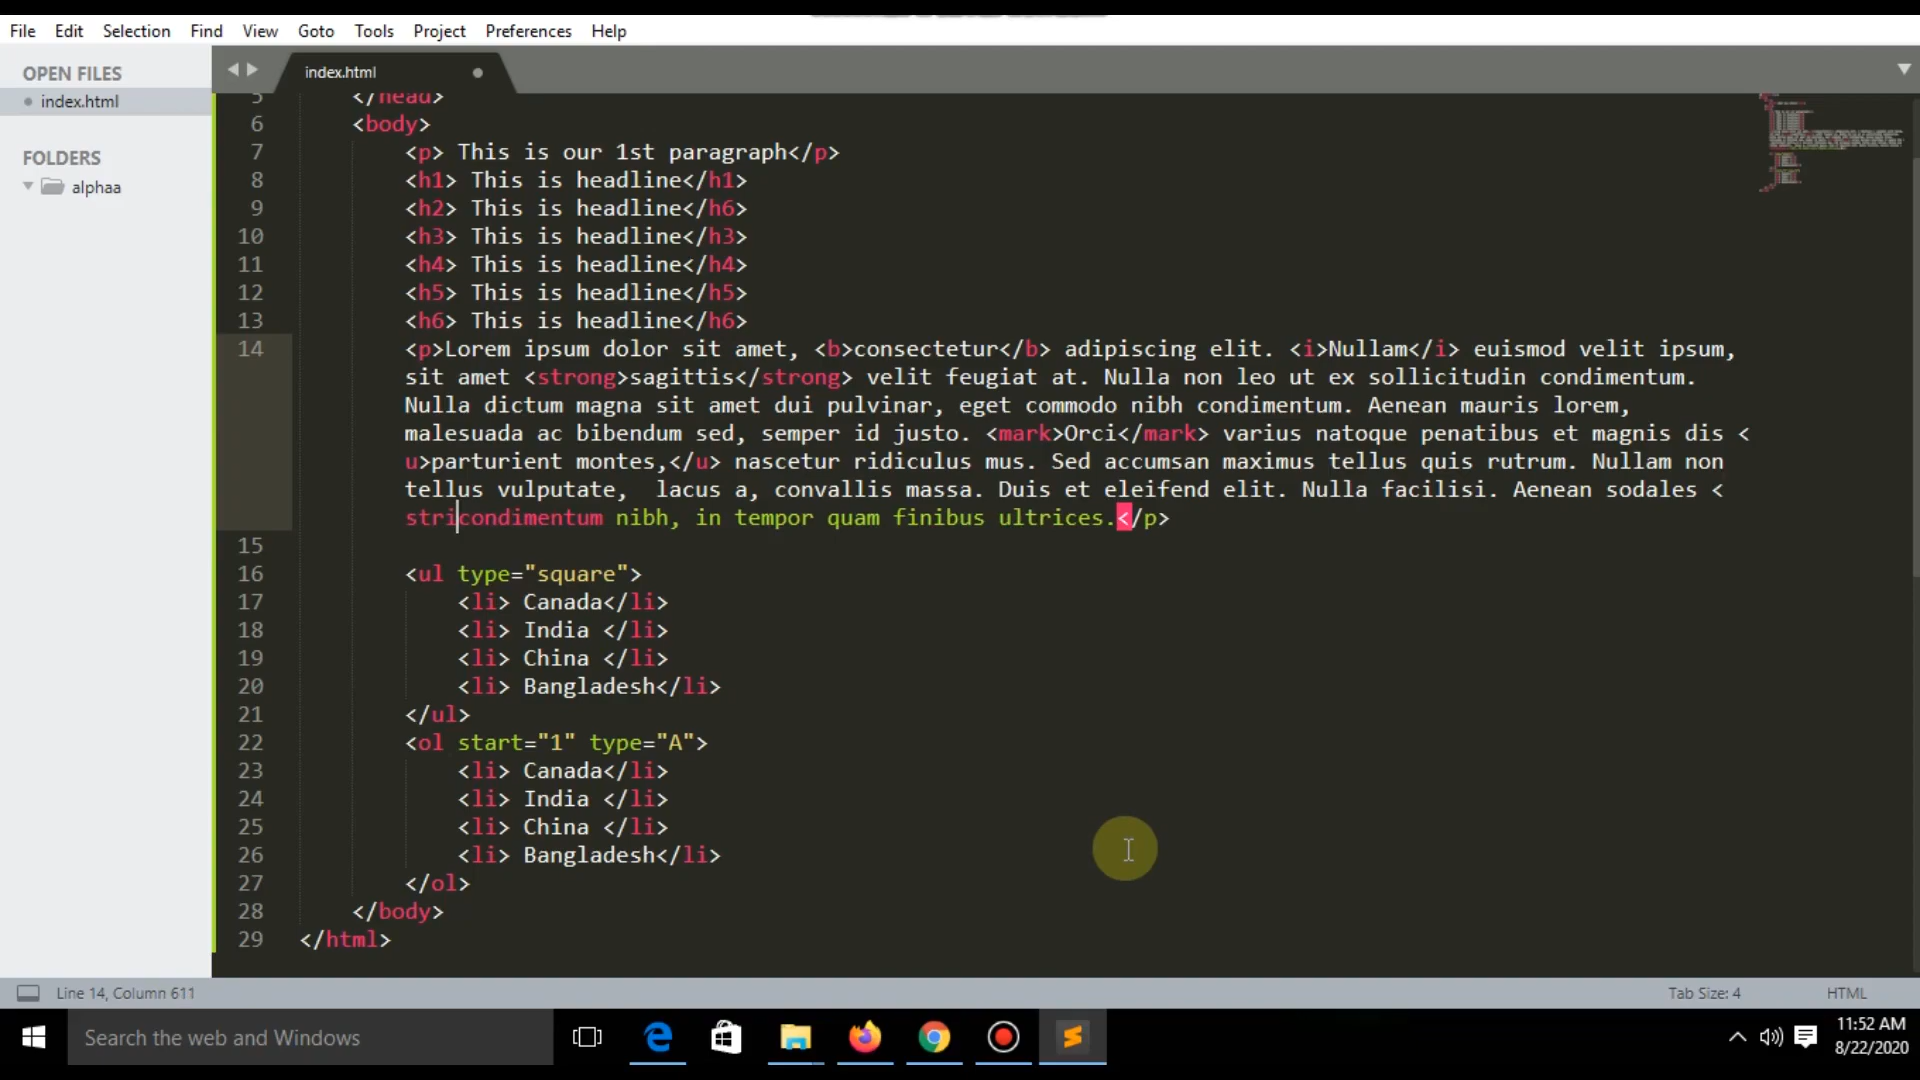 File Edit Selection Find View Goto Tools Project Preferences Help
OPEN FILES
index.html
FOLDERS
alphaa
index.html
5 </head>
6 <body>
7 <p> This is our 1st paragraph</p>
8 <h1> This is headline</h1>
9 <h2> This is headline</h6>
10 <h3> This is headline</h3>
11 <h4> This is headline</h4>
12 <h5> This is headline</h5>
13 <h6> This is headline</h6>
14 <p>Lorem ipsum dolor sit amet, <b>consectetur</b> adipiscing elit. <i>Nullam</i> euismod velit ipsum,
sit amet <strong>sagittis</strong> velit feugiat at. Nulla non leo ut ex sollicitudin condimentum.
Nulla dictum magna sit amet dui pulvinar, eget commodo nibh condimentum. Aenean mauris lorem,
malesuada ac bibendum sed, semper id justo. <mark>Orci</mark> varius natoque penatibus et magnis dis <
u>parturient montes,</u> nascetur ridiculus mus. Sed accumsan maximus tellus quis rutrum. Nullam non
tellus vulputate,  lacus a, convallis massa. Duis et eleifend elit. Nulla facilisi. Aenean sodales <
stricondimentum nibh, in tempor quam finibus ultrices.</p>
15
16 <ul type="square">
17 <li> Canada</li>
18 <li> India </li>
19 <li> China </li>
20 <li> Bangladesh</li>
21 </ul>
22 <ol start="1" type="A">
23 <li> Canada</li>
24 <li> India </li>
25 <li> China </li>
26 <li> Bangladesh</li>
27 </ol>
28 </body>
29 </html>
Line 14, Column 611
Tab Size: 4
HTML
Search the web and Windows
11:52 AM
8/22/2020